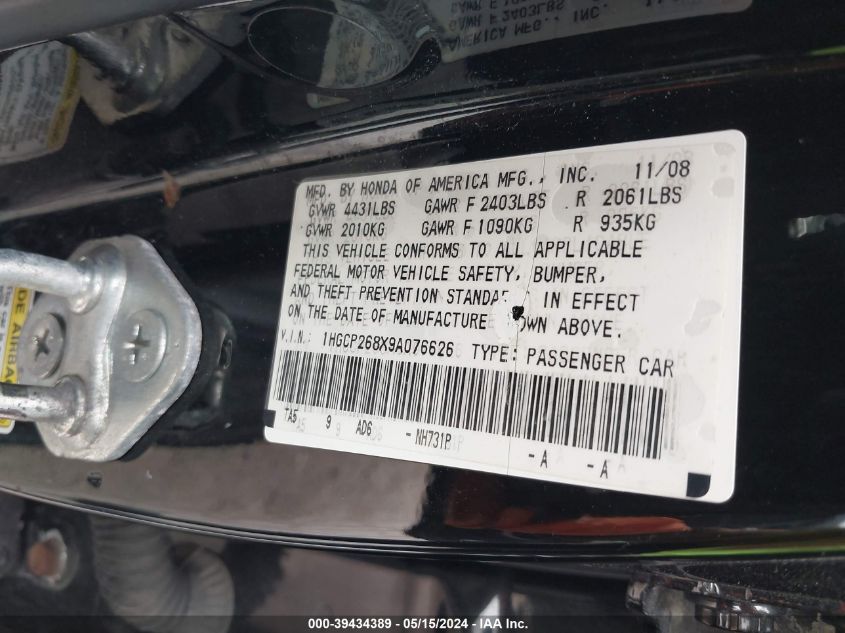 MFD. BY HONDA OF AMERICA MFG., INC. 11/08
GVWR 4431LBS GAWR F 2403LBS R 2061LBS
GVWR 2010KG GAWR F 1090KG R 935KG
THIS VEHICLE CONFORMS TO ALL APPLICABLE
FEDERAL MOTOR VEHICLE SAFETY, BUMPER,
AND THEFT PREVENTION STANDA IN EFFECT
ON THE DATE OF MANUFACTURE OWN ABOVE.
V.I.N.: 1HGCP268X9A076626 TYPE: PASSENGER CAR
TA5 9 AD6 -NH731P -A -A
DE AIRBA
000-39434389 - 05/15/2024 - IAA Inc.